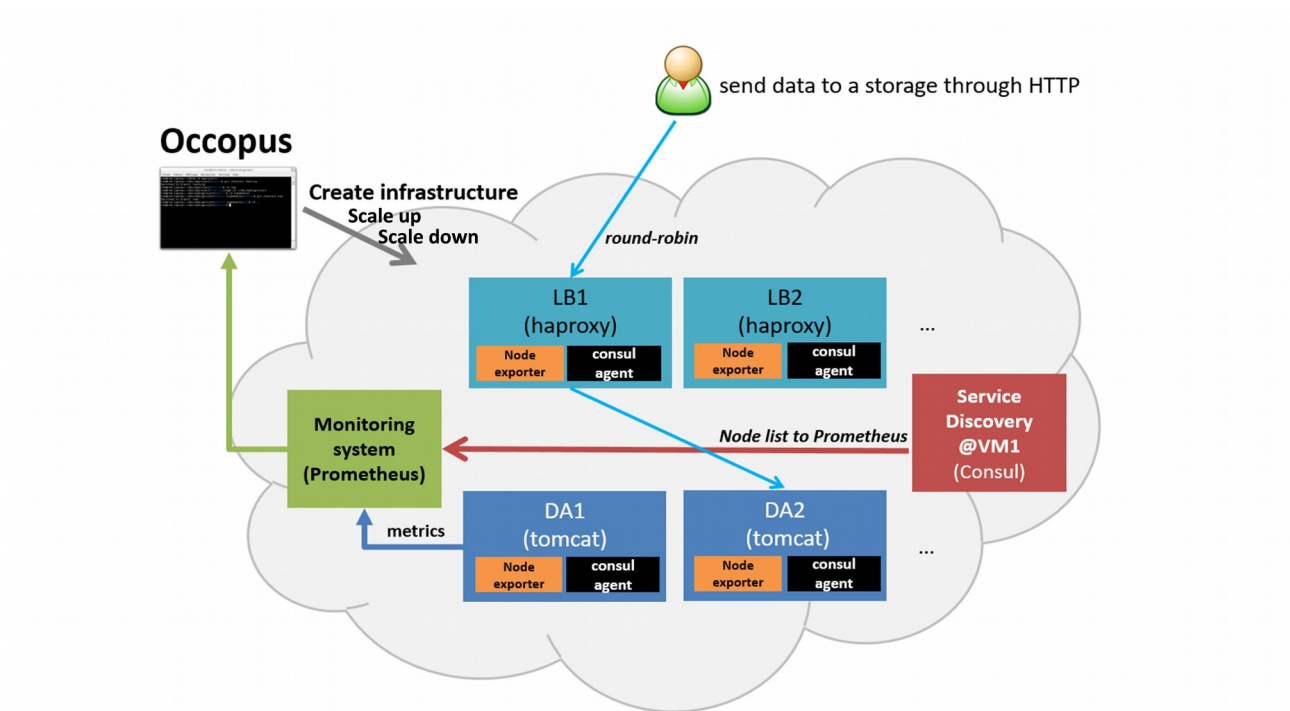 send data to a storage through HTTP
Occopus
Create infrastructure
Scale up
Scale down
round-robin
LB1
(haproxy)
Node
exporter
consul
agent
LB2
(haproxy)
Node
exporter
consul
agent
...
Monitoring
system
(Prometheus)
Node list to Prometheus
Service
Discovery
@VM1
(Consul)
metrics
DA1
(tomcat)
Node
exporter
consul
agent
DA2
(tomcat)
Node
exporter
consul
agent
...